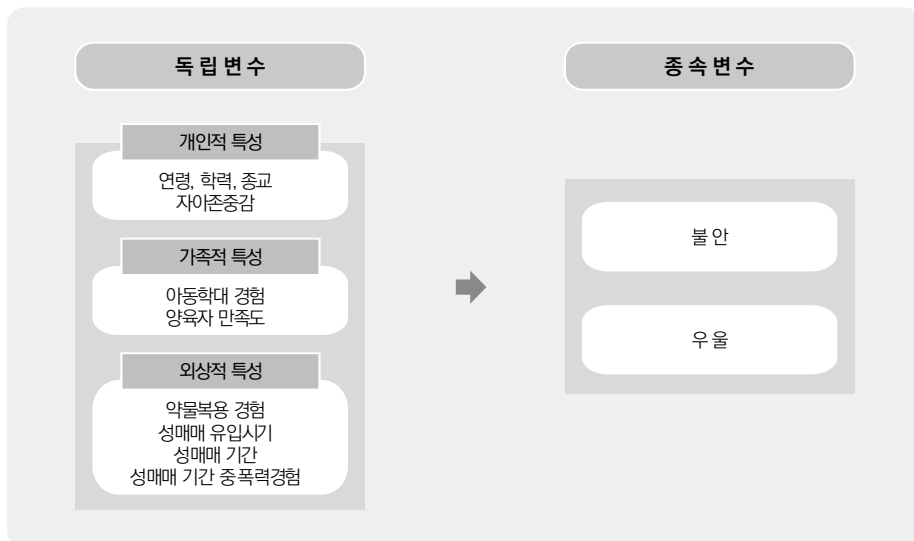 독립변수
종속변수
개인적 특성
연령, 학력, 종교
자아존중감
가족적 특성
아동학대 경험
양육자 만족도
외상적 특성
약물복용 경험
성매매 유입시기
성매매 기간
성매매 기간 중폭력경험
불안
우울